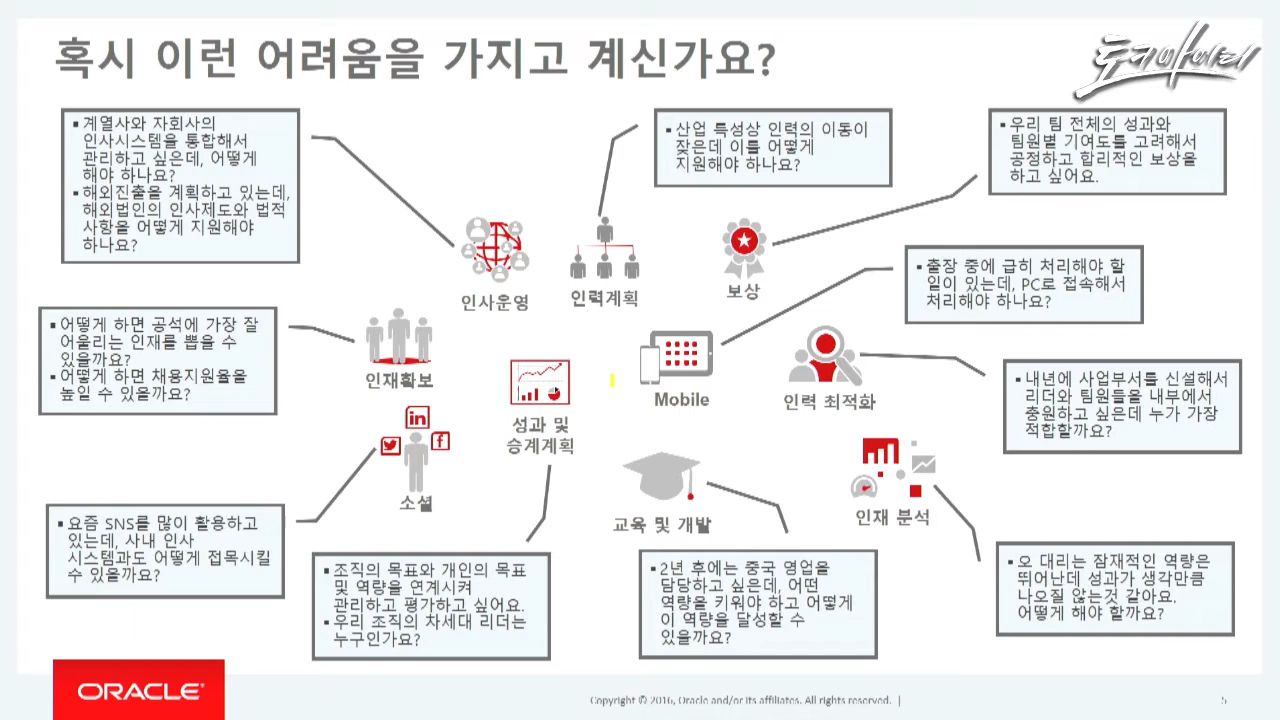 혹시 이런 어려움을 가지고 계신가요?
토크아이티
▪ 계열사와 자회사의
인사시스템을 통합해서
관리하고 싶은데, 어떻게
해야 하나요?
▪ 해외진출을 계획하고 있는데,
해외법인의 인사제도와 법적
사항을 어떻게 지원해야
하나요?
▪ 산업 특성상 인력의 이동이
잦은데 이를 어떻게
지원해야 하나요?
▪ 우리 팀 전체의 성과와
팀원별 기여도를 고려해서
공정하고 합리적인 보상을
하고 싶어요.
인사운영
인력계획
보상
▪ 출장 중에 급히 처리해야 할
일이 있는데, PC로 접속해서
처리해야 하나요?
▪ 어떻게 하면 공석에 가장 잘
어울리는 인재를 뽑을 수
있을까요?
▪ 어떻게 하면 채용지원율을
높일 수 있을까요?
인재확보
성과 및
승계계획
Mobile
인력 최적화
▪ 내년에 사업부서를 신설해서
리더와 팀원들을 내부에서
충원하고 싶은데 누가 가장
적합할까요?
in
f
소셜
교육 및 개발
인재 분석
▪ 요즘 SNS를 많이 활용하고
있는데, 사내 인사
시스템과도 어떻게 접목시킬
수 있을까요?
▪ 조직의 목표와 개인의 목표
및 역량을 연계시켜
관리하고 평가하고 싶어요.
▪ 우리 조직의 차세대 리더는
누구인가요?
▪ 2년 후에는 중국 영업을
담당하고 싶은데, 어떤
역량을 키워야 하고 어떻게
이 역량을 달성할 수
있을까요?
▪ 오 대리는 잠재적인 역량은
뛰어난데 성과가 생각만큼
나오질 않는것 같아요.
어떻게 해야 할까요?
ORACLE
Copyright © 2016, Oracle and/or its affiliates. All rights reserved. |
5